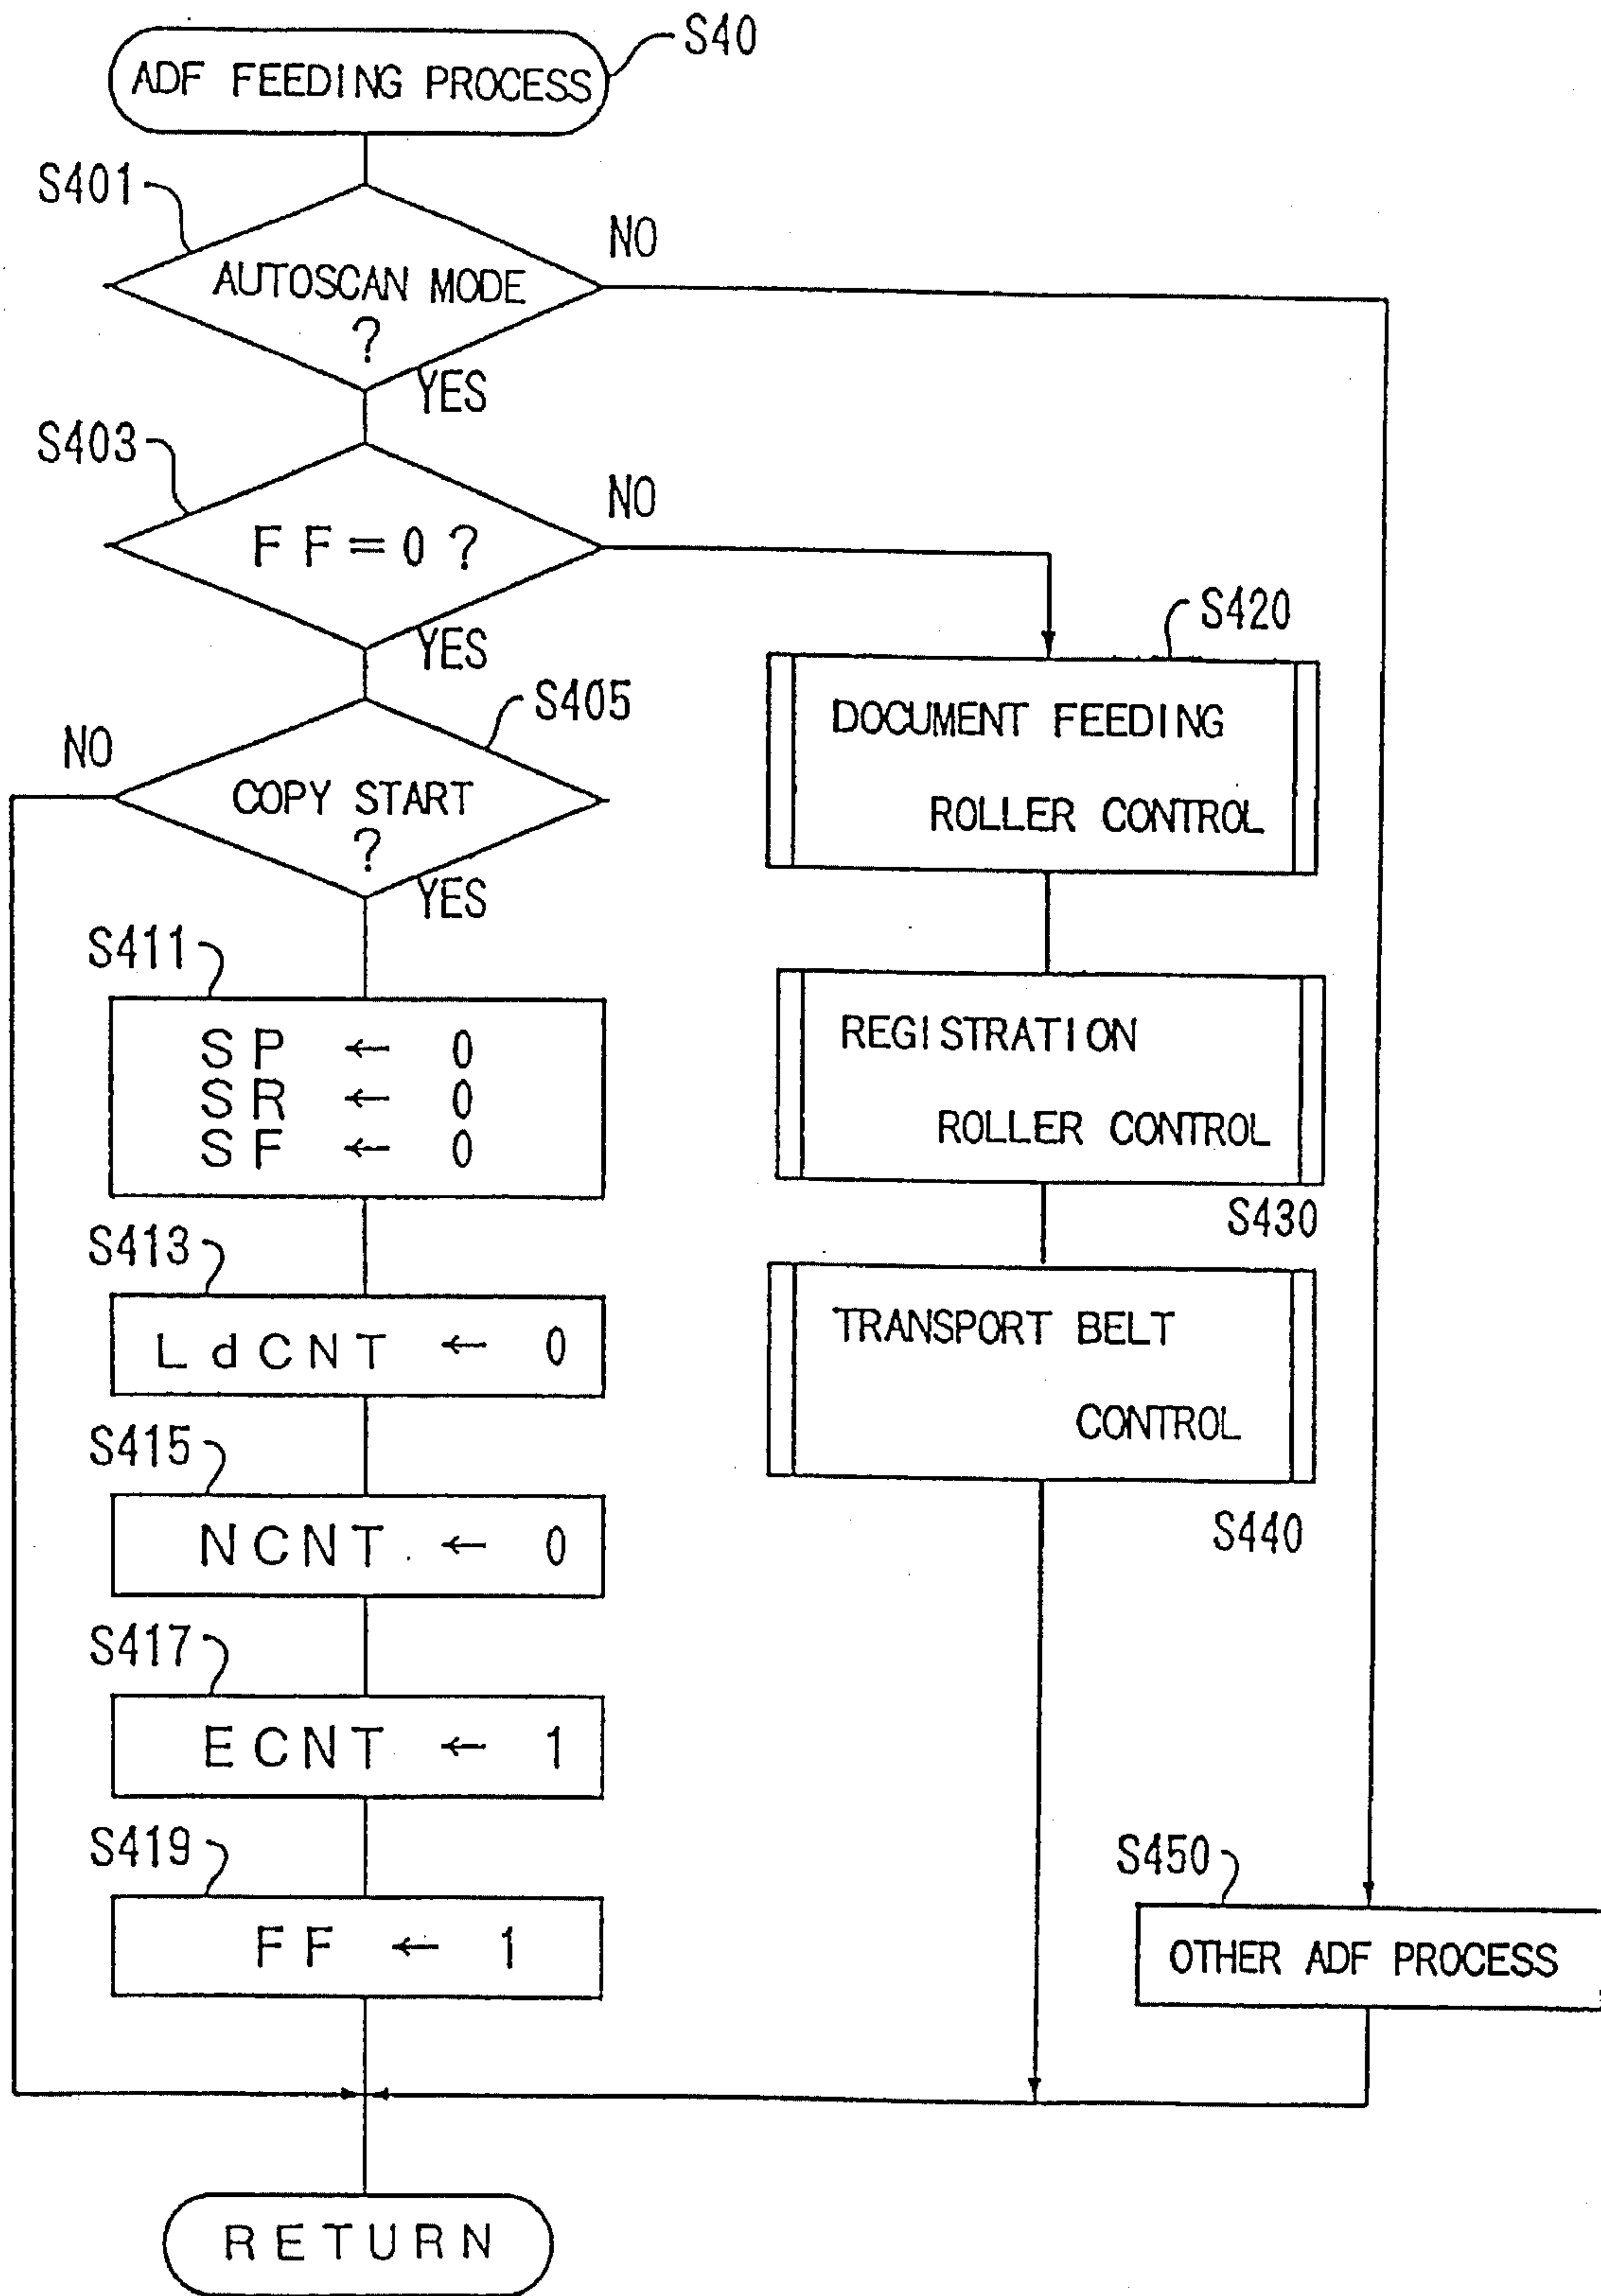 S40
ADF FEEDING PROCESS
S401
NO
AUTOSCAN MODE
?
YES
S403
NO
FF=0?
YES
S420
S405
NO
DOCUMENT FEEDING
ROLLER CONTROL
COPY START
?
YES
S411
SP ← 0
SR ← 0
SF ← 0
REGISTRATION
ROLLER CONTROL
S430
S413
LdCNT ← 0
TRANSPORT BELT
CONTROL
S440
S415
NCNT ← 0
S417
ECNT ← 1
S419
FF ← 1
S450
OTHER ADF PROCESS
RETURN